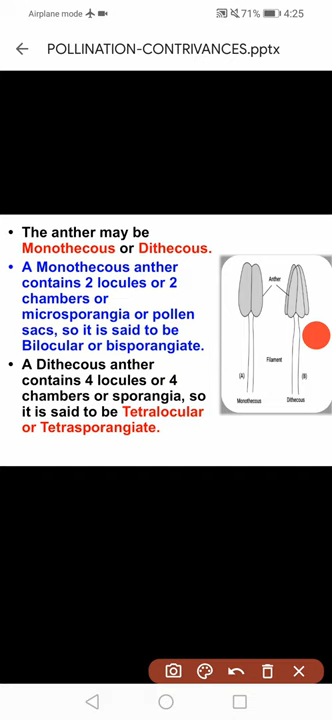 Airplane mode 71% 4:25
POLLINATION-CONTRIVANCES.pptx
• The anther may be
Monothecous or Dithecous.
• A Monothecous anther
contains 2 locules or 2
chambers or
microsporangia or pollen
sacs, so it is said to be
Bilocular or bisporangiate.
• A Dithecous anther
contains 4 locules or 4
chambers or sporangia, so
it is said to be Tetralocular
or Tetrasporangiate.
Anther
Filament
(A) (B)
Monothecous Dithecous